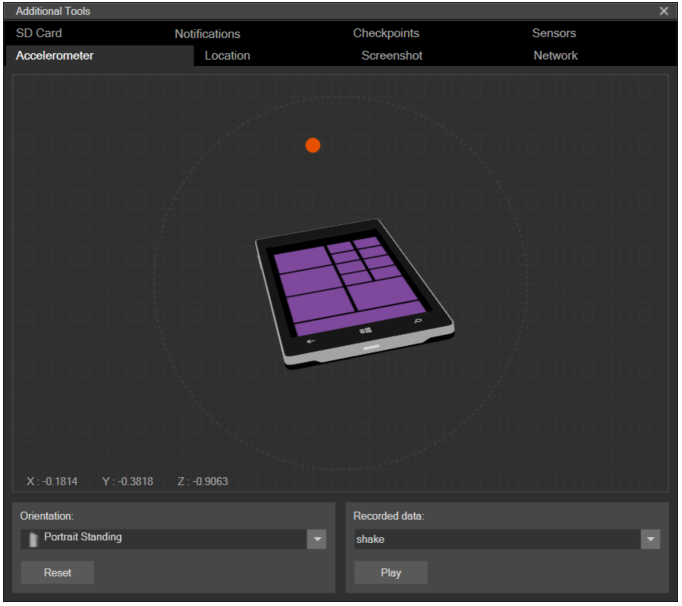 Additional Tools
SD Card Notifications Checkpoints Sensors
Accelerometer Location Screenshot Network
X : -0.1814 Y : -0.3818 Z : -0.9063
Orientation: Recorded data:
Portrait Standing shake
Reset Play